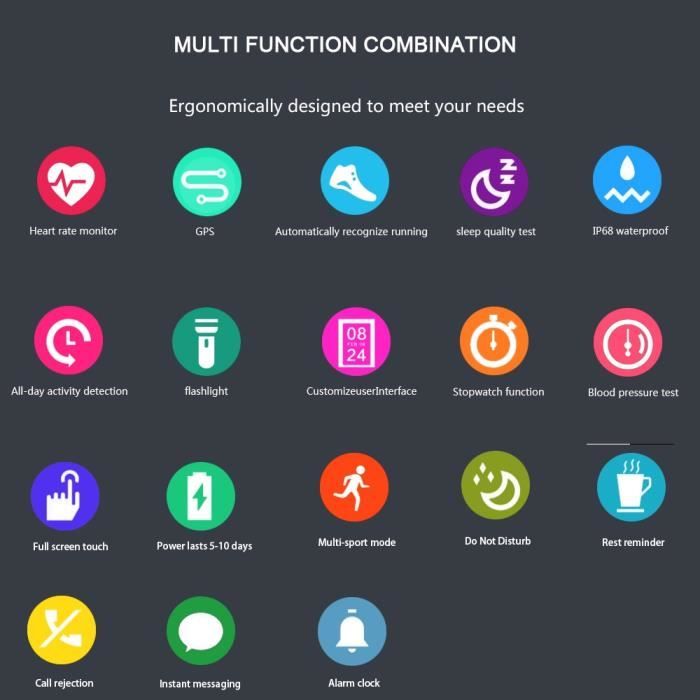 MULTI FUNCTION COMBINATION
Ergonomically designed to meet your needs
Heart rate monitor
GPS
Automatically recognize running
sleep quality test
IP68 waterproof
08
24
All-day activity detection
flashlight
CustomizeuserInterface
Stopwatch function
Blood pressure test
Full screen touch
Power lasts 5-10 days
Multi-sport mode
Do Not Disturb
Rest reminder
Call rejection
Instant messaging
Alarm clock